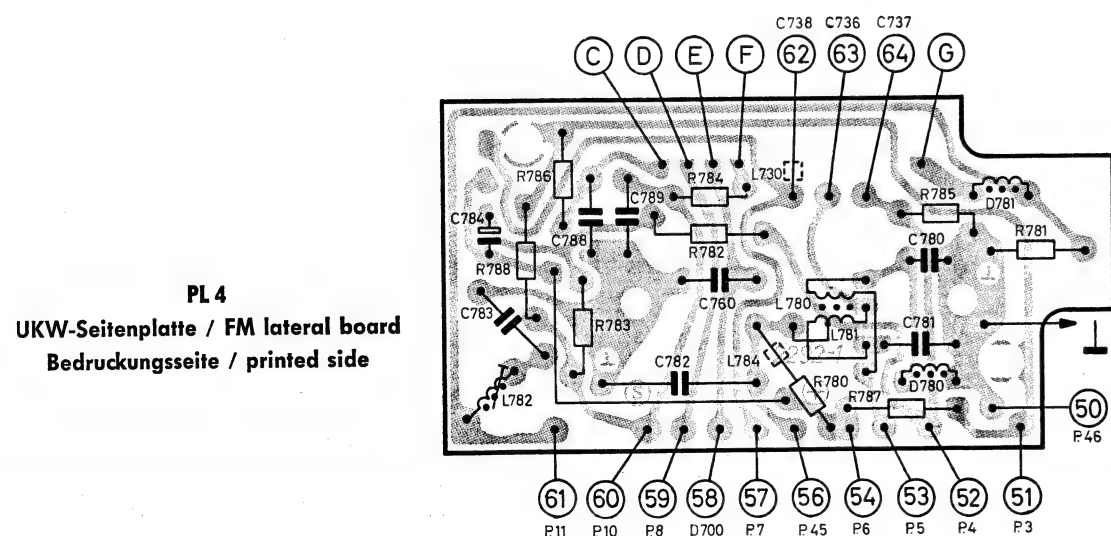 C738 C736 C737
C D E F 62 63 64 G
PL 4
UKW-Seitenplatte / FM lateral board
Bedruckungsseite / printed side
R786
L730
R784
C789
R785
D781
C784
C788
R781
R782
C780
R788
C760
L780
C783
R783
L781
C781
L784
C782
R780
D780
L782
R787
S
50
P.46
61 60 59 58 57 56 54 53 52 51
P.11 P.10 P.8 D700 P.7 P.45 P.6 P.5 P.4 P.3